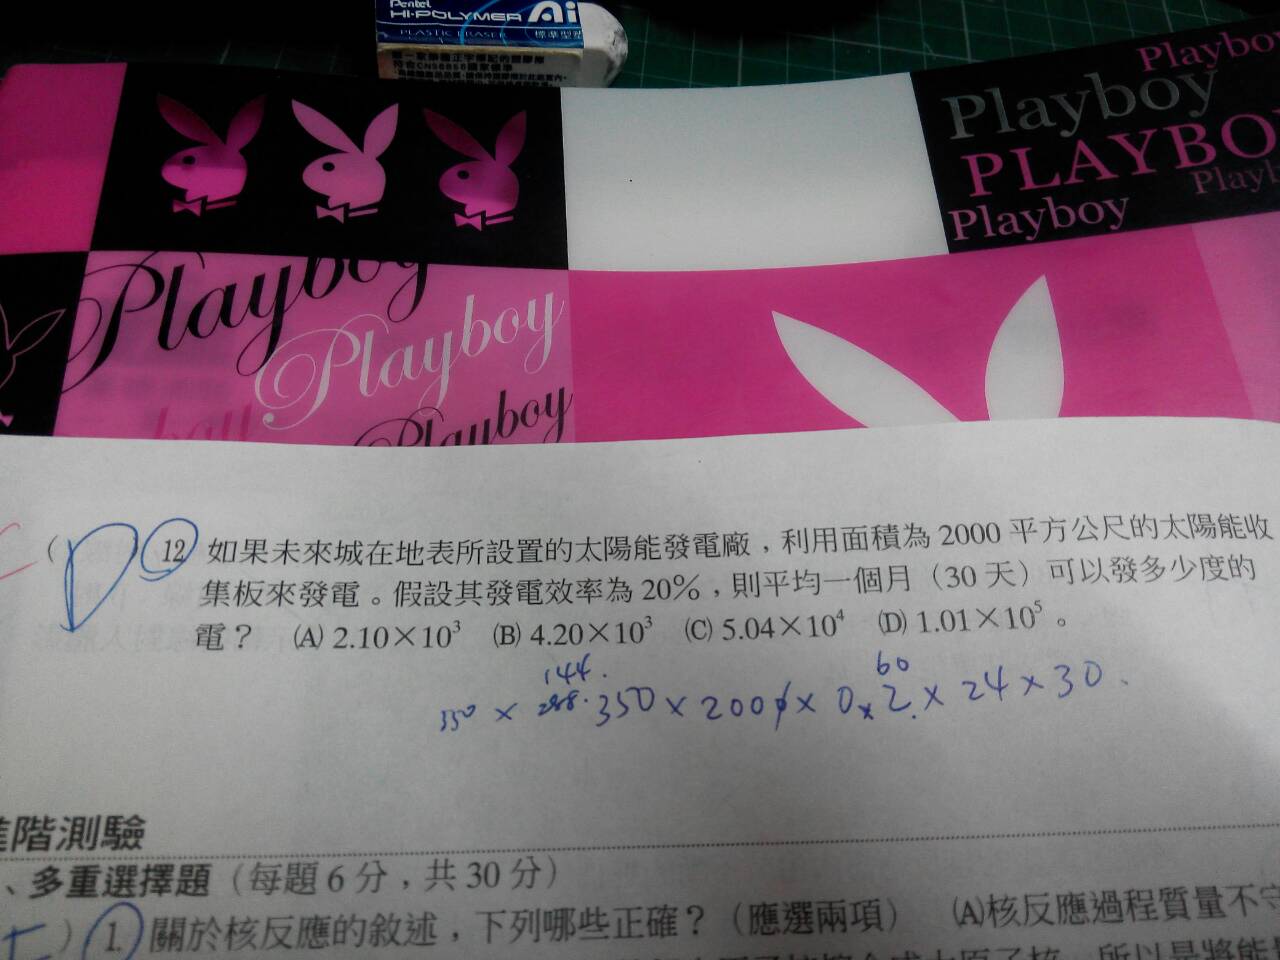 Pentel
HI-POLYMER Ai
PLASTIC ERASER 標準型
Playboy
Playboy
PLAYBO
Playb
Playboy
Playboy
Playboy
Playboy
( D ) 12 如果未來城在地表所設置的太陽能發電廠，利用面積為 2000 平方公尺的太陽能收
集板來發電。假設其發電效率為 20%，則平均一個月（30 天）可以發多少度的
電？ (A) 2.10×10³ (B) 4.20×10³ (C) 5.04×10⁴ (D) 1.01×10⁵。
144. 60
350 × 288. 350 × 2000 × 0.2 × 24 × 30
階測驗
、多重選擇題（每題 6 分，共 30 分）
) 1. 關於核反應的敘述，下列哪些正確？（應選兩項） (A)核反應過程質量不守